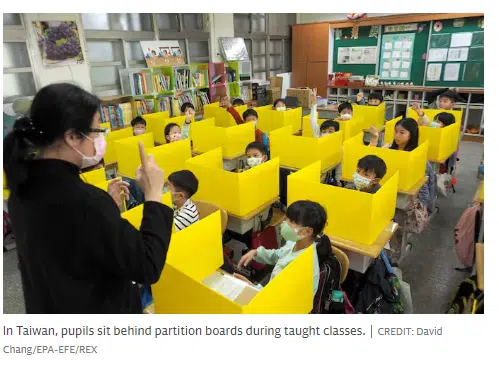 In Taiwan, pupils sit behind partition boards during taught classes. | CREDIT: David
Chang/EPA-EFE/REX